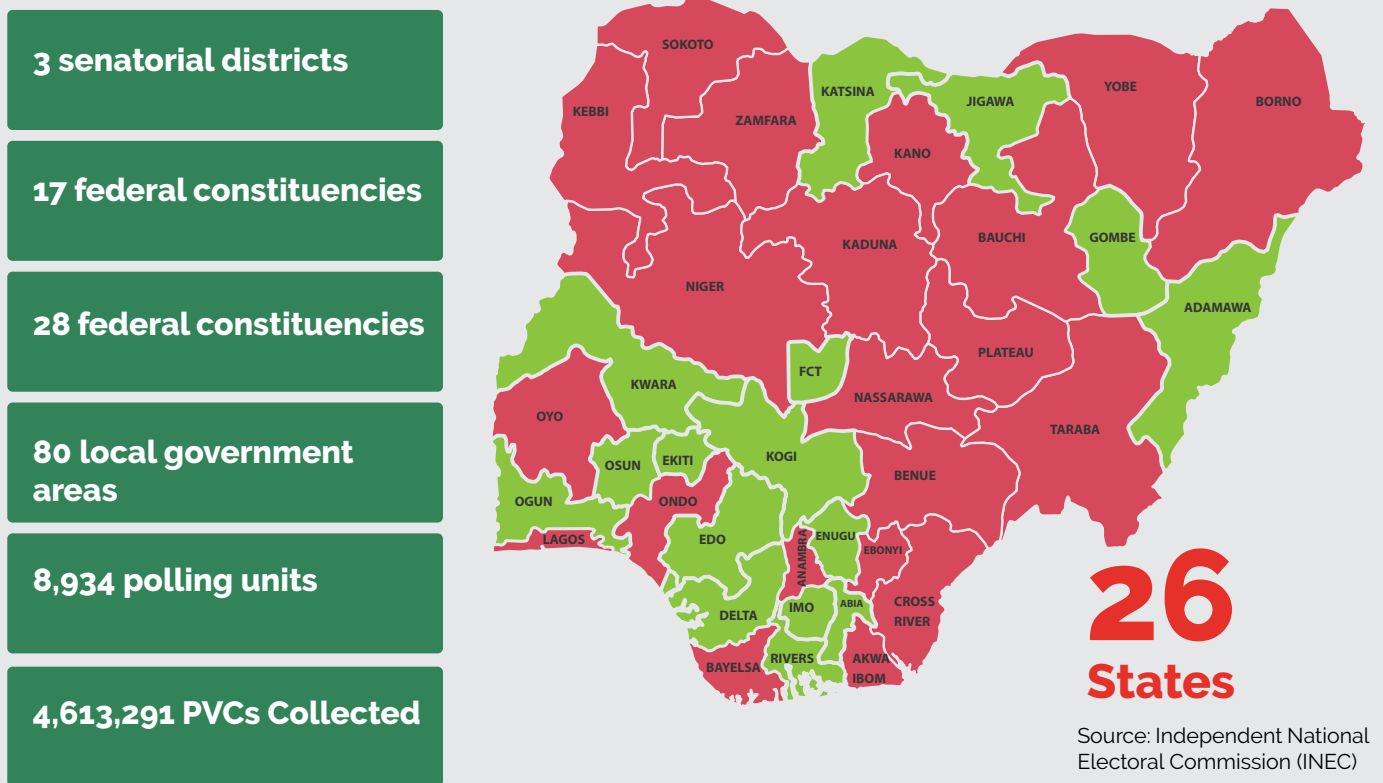 3 senatorial districts
17 federal constituencies
28 federal constituencies
80 local government
areas
8,934 polling units
4,613,291 PVCs Collected
SOKOTO
KEBBI
ZAMFARA
KATSINA
KANO
JIGAWA
YOBE
BORNO
KADUNA
BAUCHI
GOMBE
NIGER
ADAMAWA
PLATEAU
FCT
KWARA
NASSARAWA
OYO
TARABA
KOGI
OSUN
EKITI
BENUE
OGUN
ONDO
LAGOS
EDO
ANAMBRA
ENUGU
EBONYI
DELTA
IMO
ABIA
CROSS
RIVER
BAYELSA
RIVERS
AKWA
IBOM
26
States
Source: Independent National
Electoral Commission (INEC)